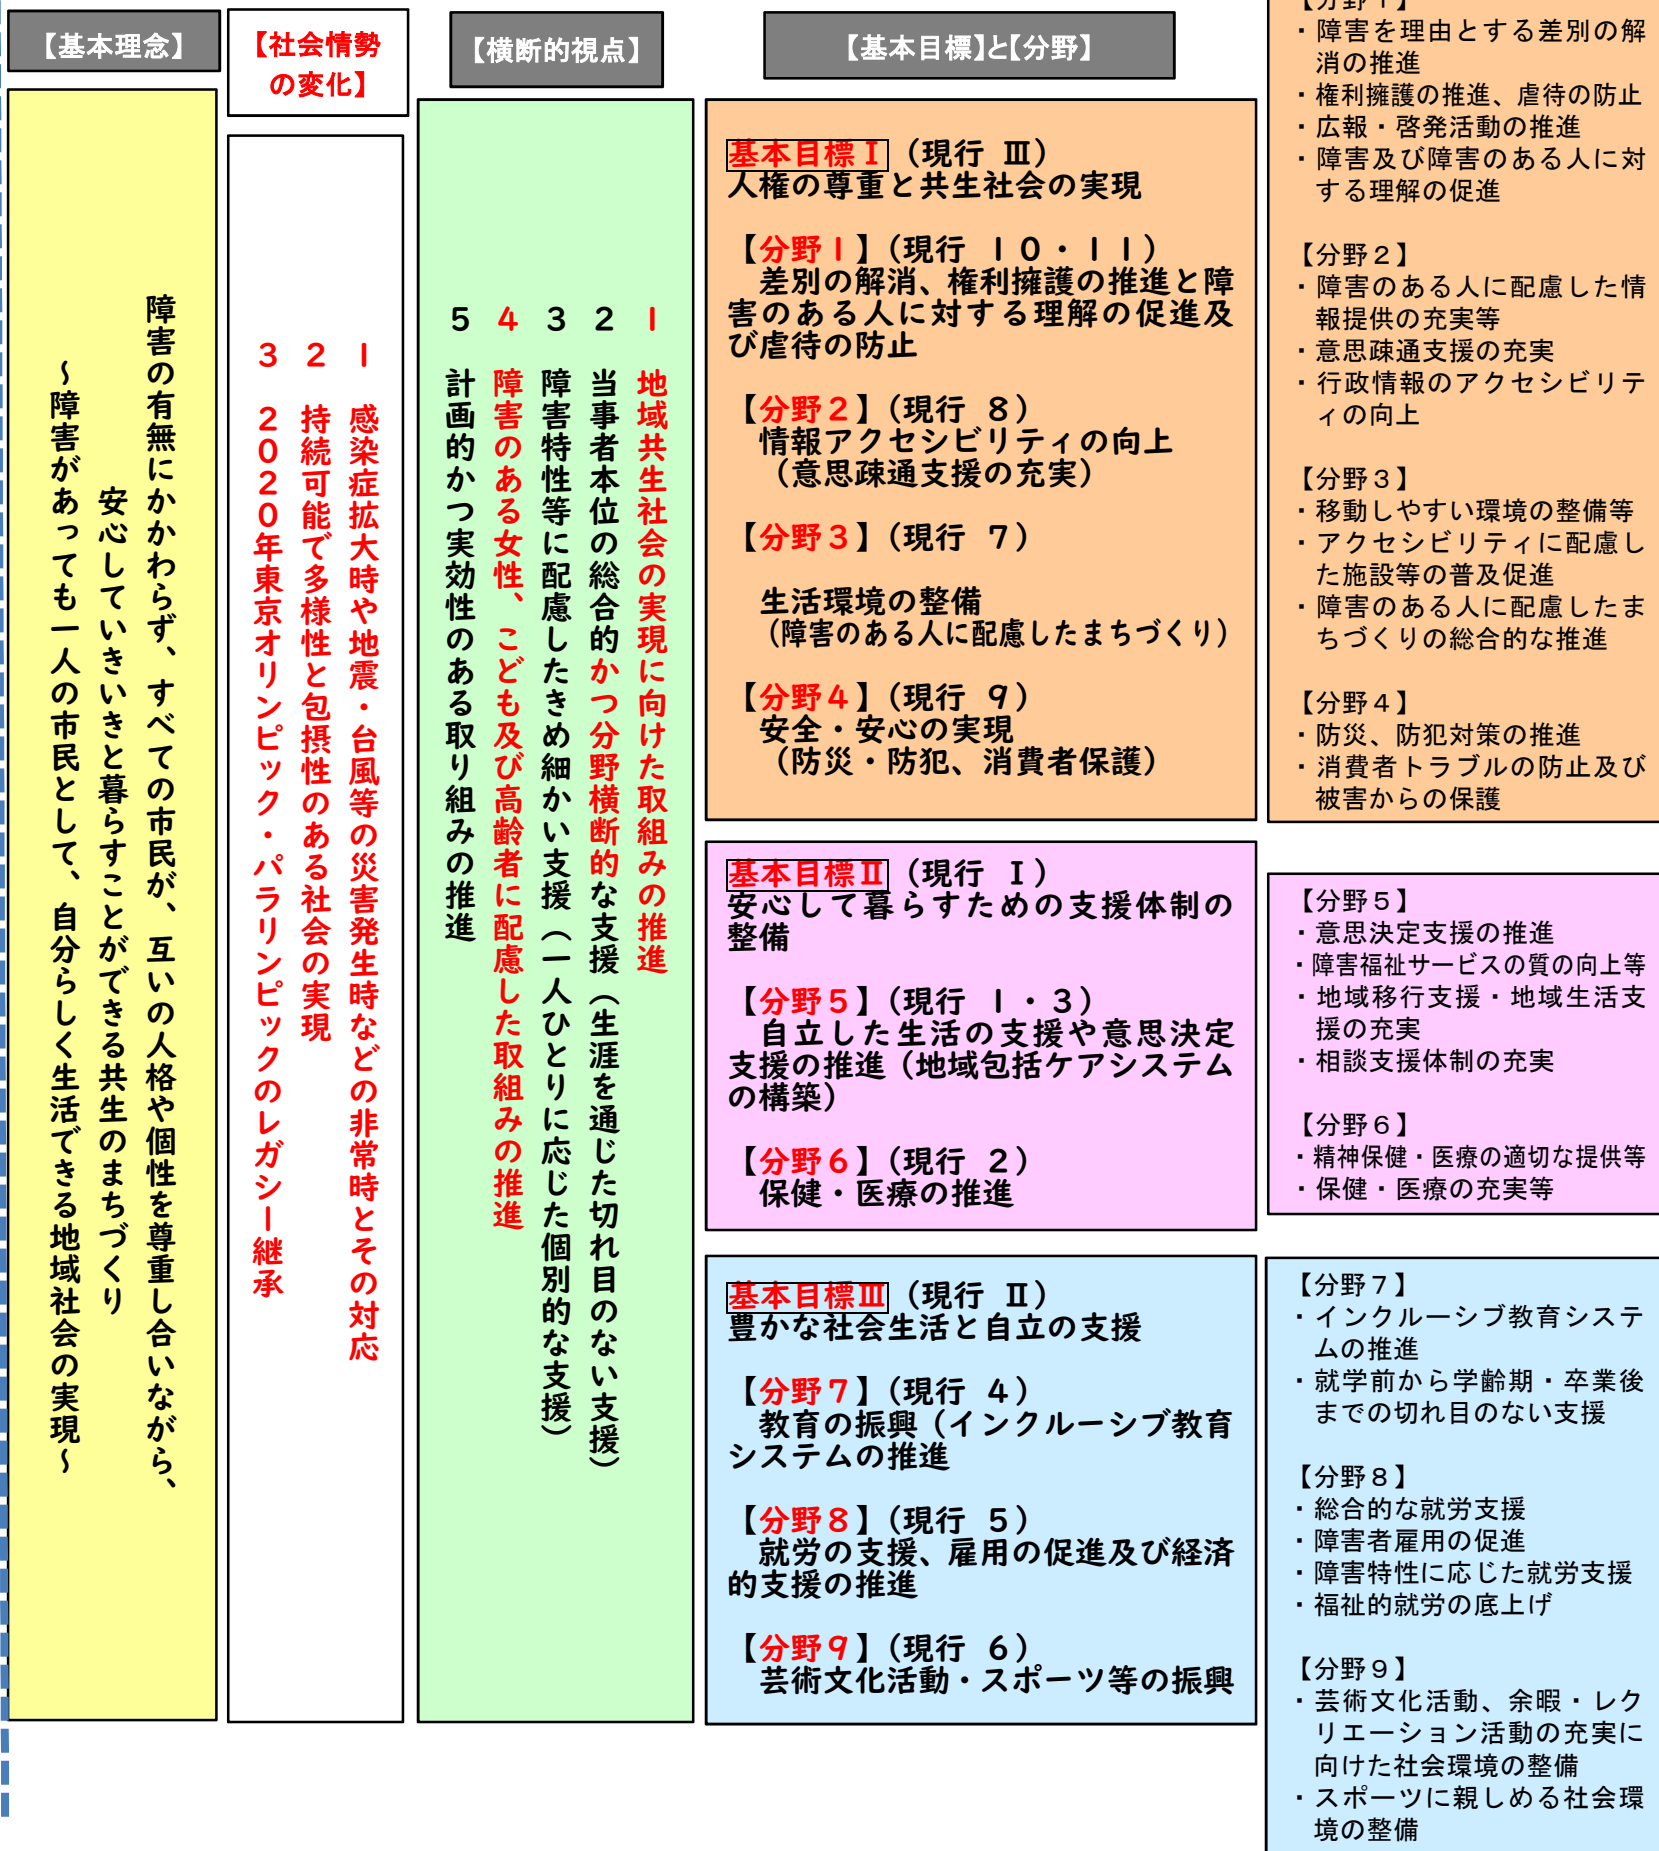 【基本理念】
障害の有無にかかわらず、すべての市民が、互いの人格や個性を尊重し合いながら、
安心していきいきと暮らすことができる共生のまちづくり
～障害があっても一人の市民として、自分らしく生活できる地域社会の実現～
【社会情勢
の変化】
1 感染症拡大時や地震・台風等の災害発生時などの非常時とその対応
2 持続可能で多様性と包摂性のある社会の実現
3 2020年東京オリンピック・パラリンピックのレガシー継承
【横断的視点】
1 地域共生社会の実現に向けた取組みの推進
2 当事者本位の総合的かつ分野横断的な支援（生涯を通じた切れ目のない支援）
3 障害特性等に配慮したきめ細かい支援（一人ひとりに応じた個別的な支援）
4 障害のある女性、こども及び高齢者に配慮した取組みの推進
5 計画的かつ実効性のある取り組みの推進
【基本目標】と【分野】
基本目標Ⅰ（現行 Ⅲ）
人権の尊重と共生社会の実現
【分野1】（現行 10・11）
差別の解消、権利擁護の推進と障
害のある人に対する理解の促進及
び虐待の防止
【分野2】（現行 8）
情報アクセシビリティの向上
（意思疎通支援の充実）
【分野3】（現行 7）
生活環境の整備
（障害のある人に配慮したまちづくり）
【分野4】（現行 9）
安全・安心の実現
（防災・防犯、消費者保護）
基本目標Ⅱ（現行 Ⅰ）
安心して暮らすための支援体制の
整備
【分野5】（現行 1・3）
自立した生活の支援や意思決定
支援の推進（地域包括ケアシステム
の構築）
【分野6】（現行 2）
保健・医療の推進
基本目標Ⅲ（現行 Ⅱ）
豊かな社会生活と自立の支援
【分野7】（現行 4）
教育の振興（インクルーシブ教育
システムの推進
【分野8】（現行 5）
就労の支援、雇用の促進及び経済
的支援の推進
【分野9】（現行 6）
芸術文化活動・スポーツ等の振興
【分野1】
・障害を理由とする差別の解
消の推進
・権利擁護の推進、虐待の防止
・広報・啓発活動の推進
・障害及び障害のある人に対
する理解の促進
【分野2】
・障害のある人に配慮した情
報提供の充実等
・意思疎通支援の充実
・行政情報のアクセシビリテ
ィの向上
【分野3】
・移動しやすい環境の整備等
・アクセシビリティに配慮し
た施設等の普及促進
・障害のある人に配慮したま
ちづくりの総合的な推進
【分野4】
・防災、防犯対策の推進
・消費者トラブルの防止及び
被害からの保護
【分野5】
・意思決定支援の推進
・障害福祉サービスの質の向上等
・地域移行支援・地域生活支
援の充実
・相談支援体制の充実
【分野6】
・精神保健・医療の適切な提供等
・保健・医療の充実等
【分野7】
・インクルーシブ教育システ
ムの推進
・就学前から学齢期・卒業後
までの切れ目のない支援
【分野8】
・総合的な就労支援
・障害者雇用の促進
・障害特性に応じた就労支援
・福祉的就労の底上げ
【分野9】
・芸術文化活動、余暇・レク
リエーション活動の充実に
向けた社会環境の整備
・スポーツに親しめる社会環
境の整備